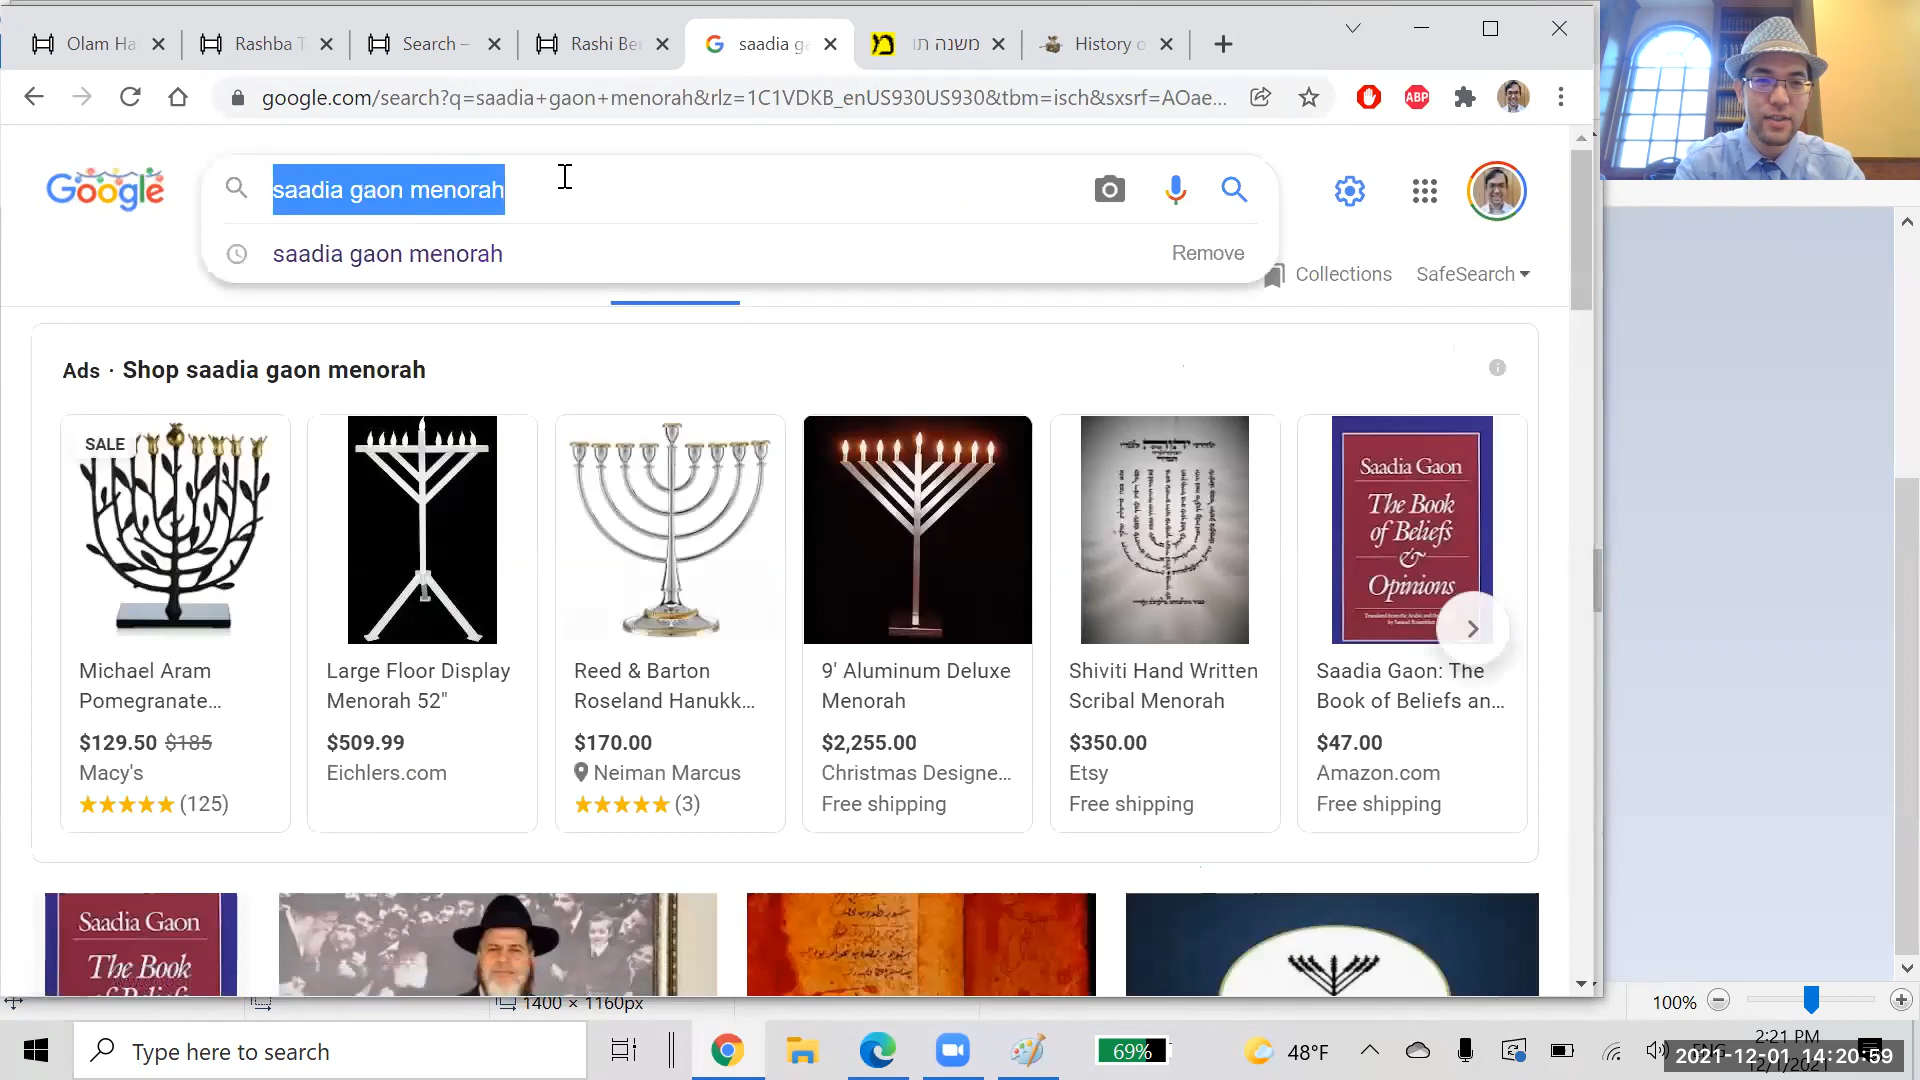 Olam Ha
Rashba T
Search –
Rashi Be
saadia ga
משנה תו
History o
google.com/search?q=saadia+gaon+menorah&rlz=1C1VDKB_enUS930US930&tbm=isch&sxsrf=AOae...
ABP
Google
saadia gaon menorah
saadia gaon menorah
Remove
Collections
SafeSearch
Ads · Shop saadia gaon menorah
SALE
Saadia Gaon
The Book
of Beliefs
&
Opinions
Michael Aram
Pomegranate...
$129.50 $185
Macy's
(125)
Large Floor Display
Menorah 52"
$509.99
Eichlers.com
Reed & Barton
Roseland Hanukk...
$170.00
Neiman Marcus
(3)
9' Aluminum Deluxe
Menorah
$2,255.00
Christmas Designe...
Free shipping
Shiviti Hand Written
Scribal Menorah
$350.00
Etsy
Free shipping
Saadia Gaon: The
Book of Beliefs an...
$47.00
Amazon.com
Free shipping
Saadia Gaon
The Book
of Beliefs
1400 × 1160px
100%
Type here to search
69%
48°F
2:21 PM
2021-12-01 14:20:59